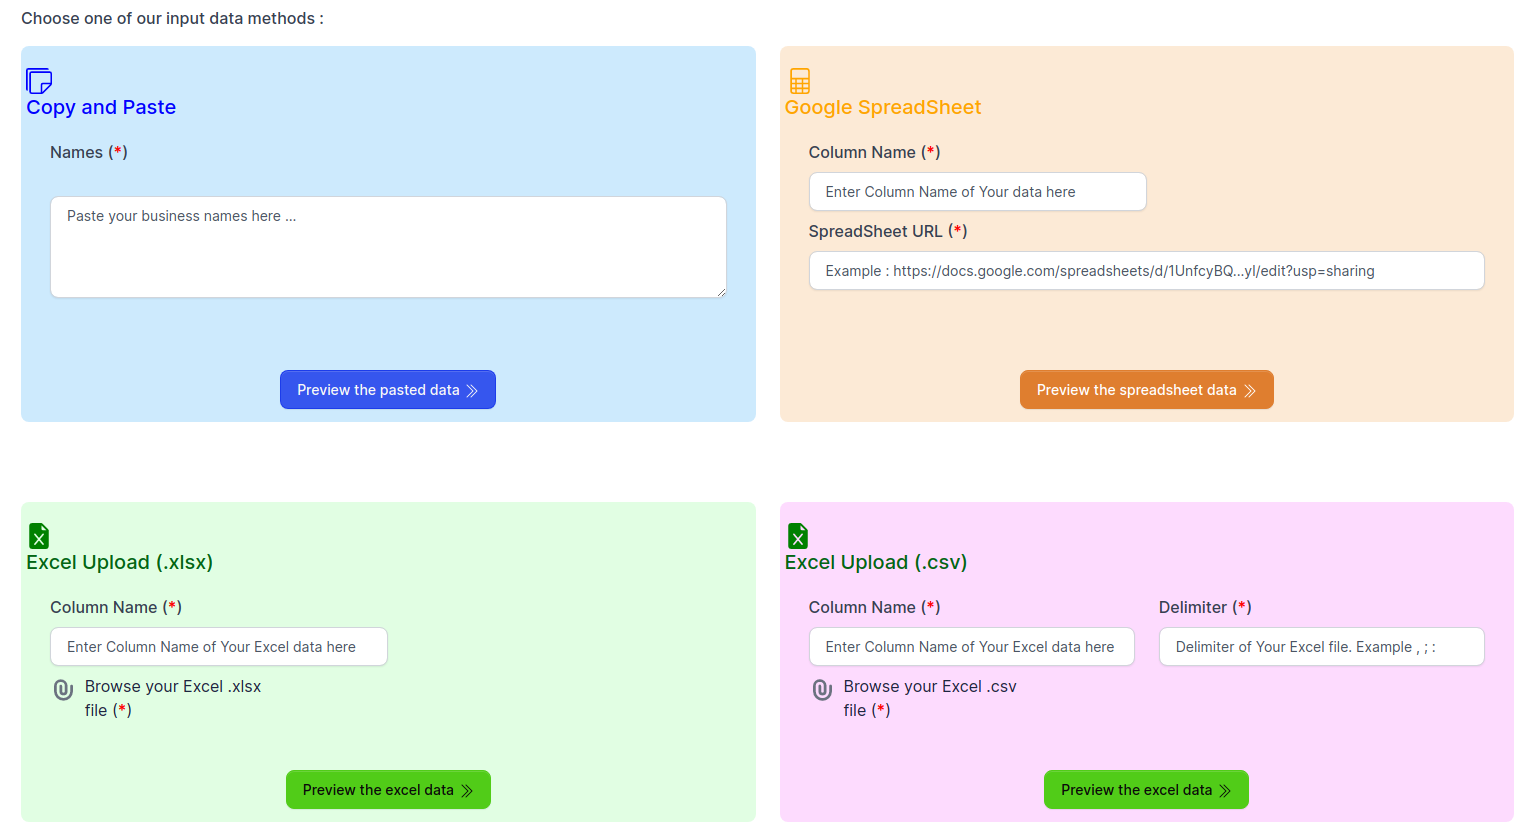 Choose one of our input data methods :
Copy and Paste
Names (*)
Paste your business names here ...
Preview the pasted data
Google SpreadSheet
Column Name (*)
Enter Column Name of Your data here
SpreadSheet URL (*)
Example : https://docs.google.com/spreadsheets/d/1UnfcyBQ...yl/edit?usp=sharing
Preview the spreadsheet data
Excel Upload (.xlsx)
Column Name (*)
Enter Column Name of Your Excel data here
Browse your Excel .xlsx
file (*)
Preview the excel data
Excel Upload (.csv)
Column Name (*)
Enter Column Name of Your Excel data here
Delimiter (*)
Delimiter of Your Excel file. Example , ; :
Browse your Excel .csv
file (*)
Preview the excel data